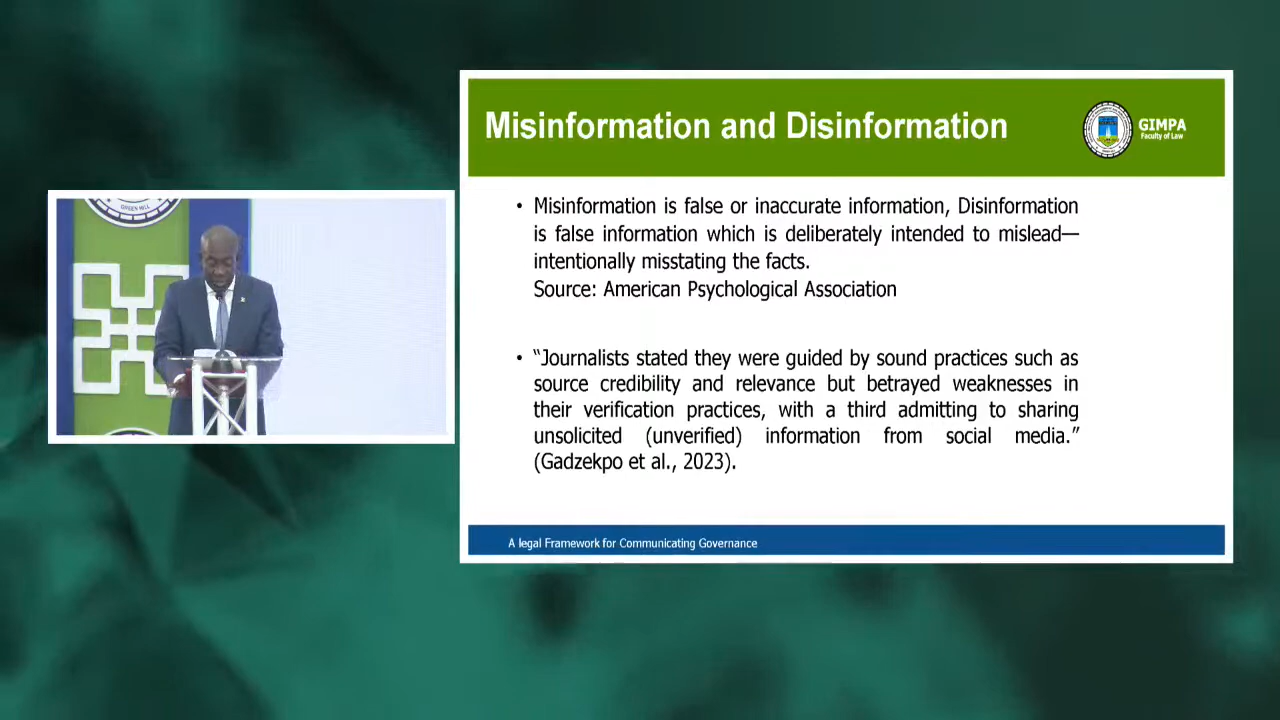 Misinformation and Disinformation
GIMPA
Faculty of Law
• Misinformation is false or inaccurate information, Disinformation
is false information which is deliberately intended to mislead—
intentionally misstating the facts.
Source: American Psychological Association
• “Journalists stated they were guided by sound practices such as
source credibility and relevance but betrayed weaknesses in
their verification practices, with a third admitting to sharing
unsolicited (unverified) information from social media.”
(Gadzekpo et al., 2023).
A legal Framework for Communicating Governance
GREEN HILL